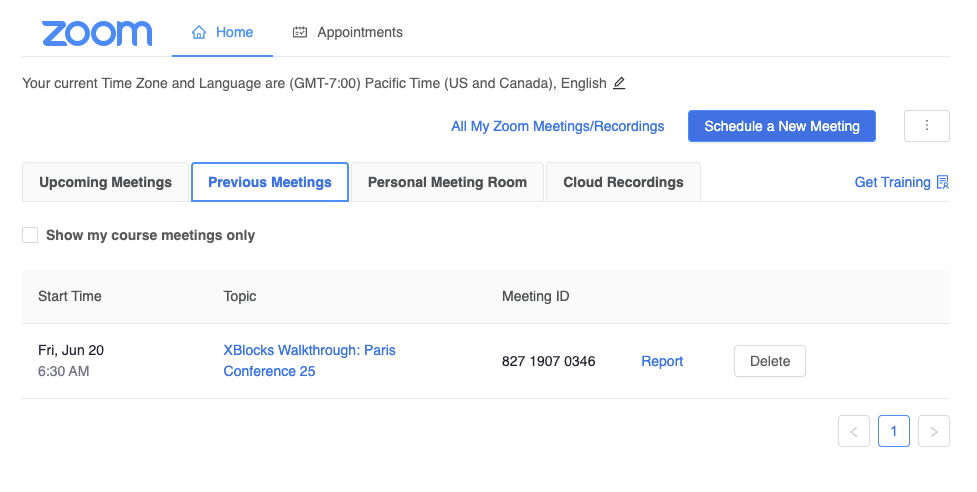 zoom
Home
Appointments
Your current Time Zone and Language are (GMT-7:00) Pacific Time (US and Canada), English
All My Zoom Meetings/Recordings
Schedule a New Meeting
Upcoming Meetings
Previous Meetings
Personal Meeting Room
Cloud Recordings
Get Training
Show my course meetings only
Start Time
Topic
Meeting ID
Fri, Jun 20
6:30 AM
XBlocks Walkthrough: Paris
Conference 25
827 1907 0346
Report
Delete
1